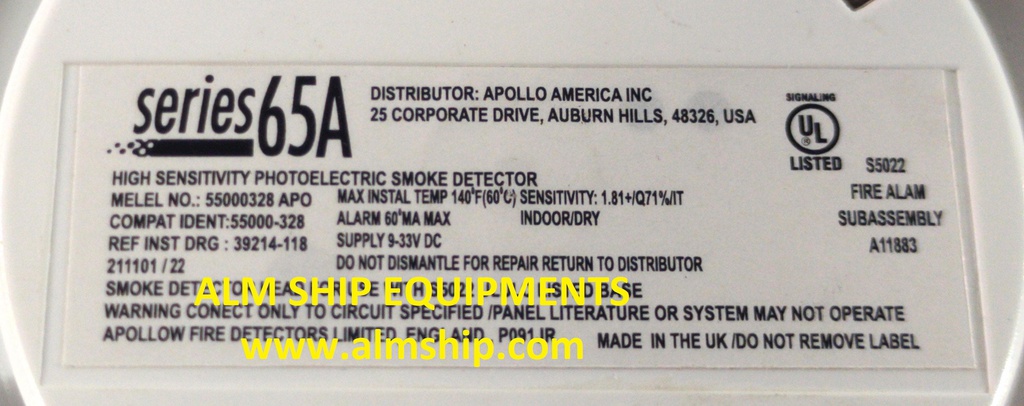 series65A
DISTRIBUTOR: APOLLO AMERICA INC
25 CORPORATE DRIVE, AUBURN HILLS, 48326, USA
SIGNALING
UL
®
LISTED S5022
FIRE ALAM
SUBASSEMBLY
A11883
HIGH SENSITIVITY PHOTOELECTRIC SMOKE DETECTOR
MELEL NO.: 55000328 APO MAX INSTAL TEMP 140°F(60°C) SENSITIVITY: 1.81+/Q71%/IT
COMPAT IDENT:55000-328 ALARM 60°MA MAX INDOOR/DRY
REF INST DRG : 39214-118 SUPPLY 9-33V DC
211101 / 22 DO NOT DISMANTLE FOR REPAIR RETURN TO DISTRIBUTOR
SMOKE DETECTOR S5022 BASE
ALM SHIP EQUIPMENTS
WARNING CONECT ONLY TO CIRCUIT SPECIFIED /PANEL LITERATURE OR SYSTEM MAY NOT OPERATE
APOLLOW FIRE DETECTORS LIMITED, ENGLAID, P091JR MADE IN THE UK /DO NOT REMOVE LABEL
www.almship.com